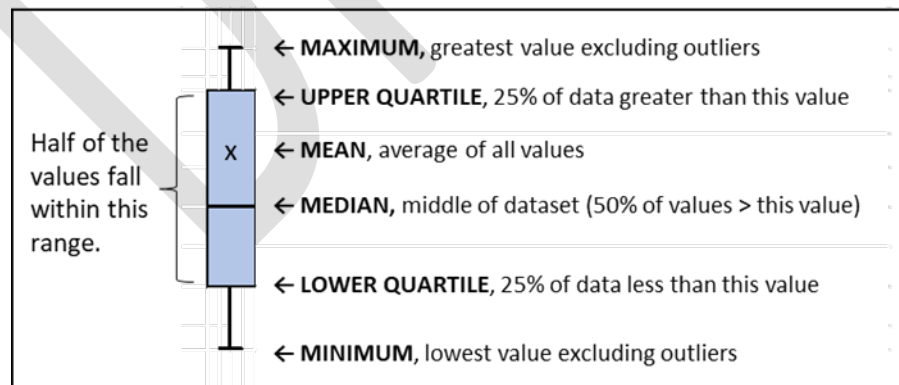 ← MAXIMUM, greatest value excluding outliers
← UPPER QUARTILE, 25% of data greater than this value
Half of the
values fall
within this
range.
X
← MEAN, average of all values
← MEDIAN, middle of dataset (50% of values > this value)
← LOWER QUARTILE, 25% of data less than this value
← MINIMUM, lowest value excluding outliers